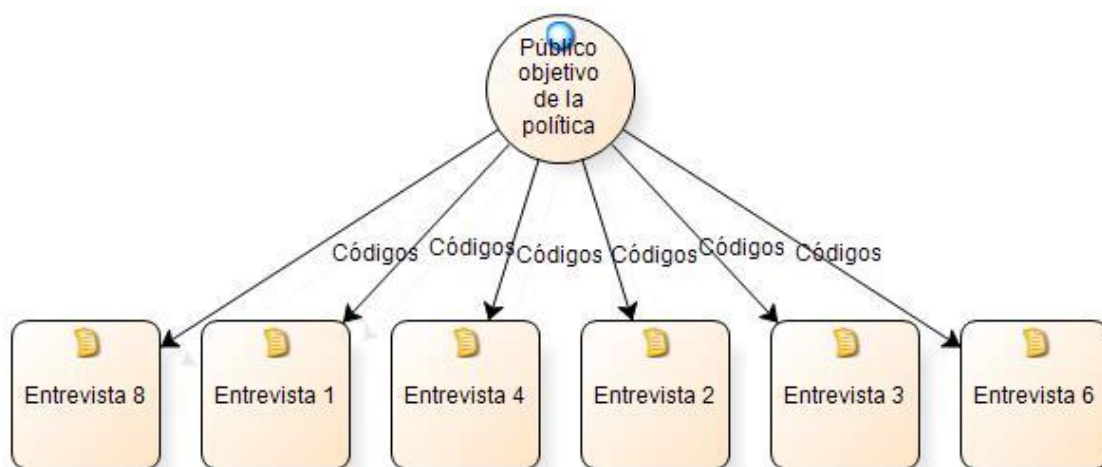 Público
objetivo
de la
política
Códigos
Códigos
Códigos
Códigos
Códigos
Códigos
Entrevista 8
Entrevista 1
Entrevista 4
Entrevista 2
Entrevista 3
Entrevista 6